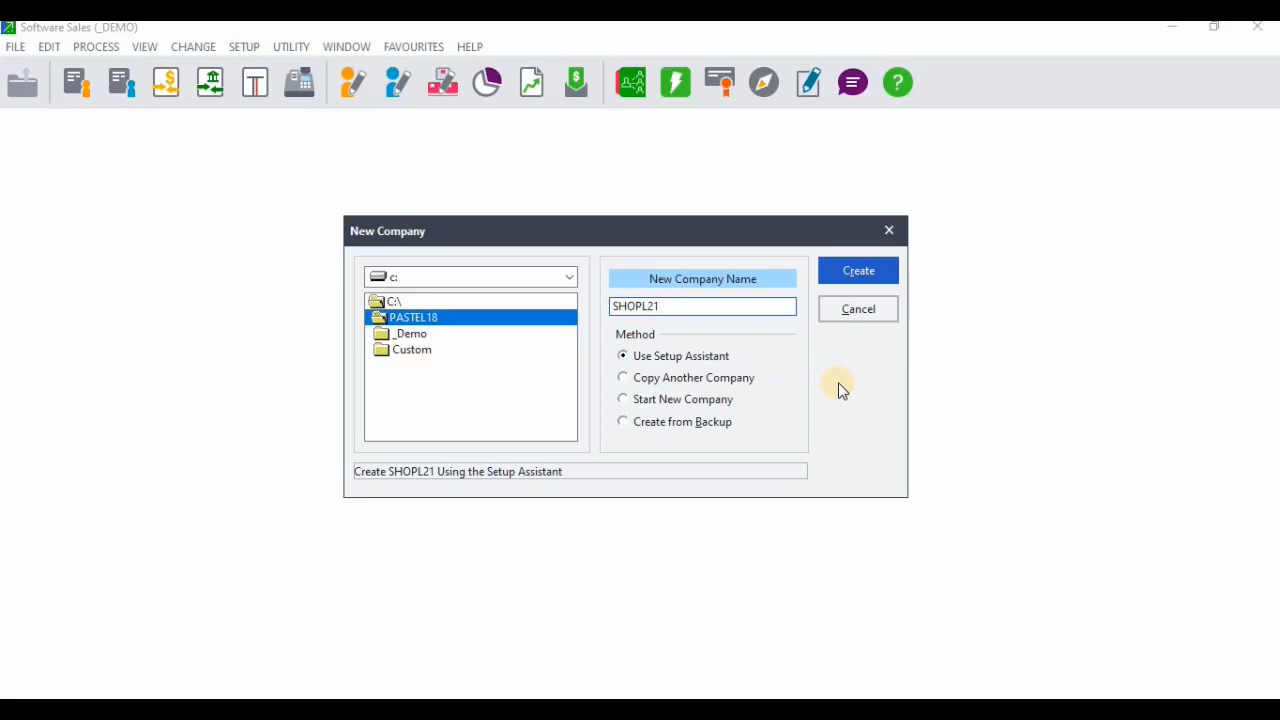 Software Sales (_DEMO)
FILE EDIT PROCESS VIEW CHANGE SETUP UTILITY WINDOW FAVOURITES HELP
New Company
c:
C:\
PASTEL18
_Demo
Custom
New Company Name
SHOPL21
Method
Use Setup Assistant
Copy Another Company
Start New Company
Create from Backup
Create
Cancel
Create SHOPL21 Using the Setup Assistant